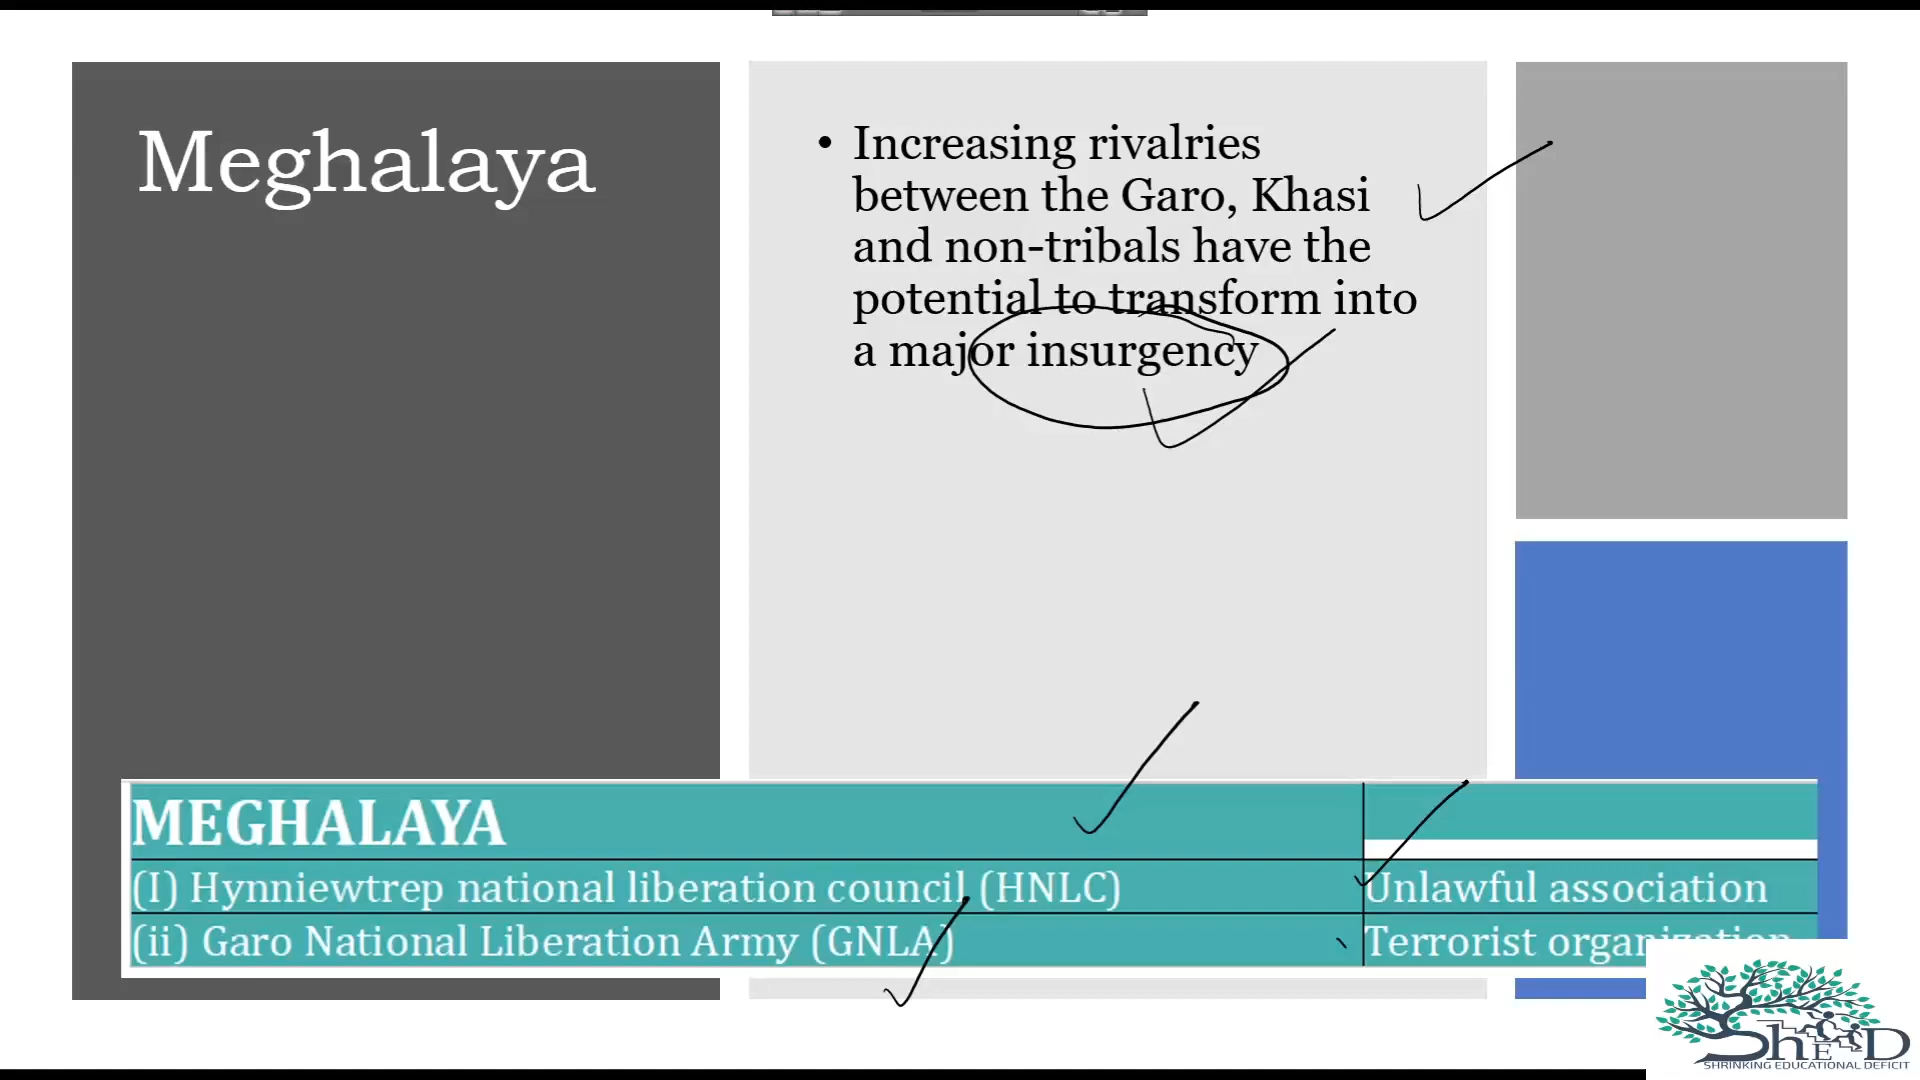 Meghalaya
• Increasing rivalries
between the Garo, Khasi
and non-tribals have the
potential to transform into
a major insurgency
MEGHALAYA
(I) Hynniewtrep national liberation council (HNLC) Unlawful association
(ii) Garo National Liberation Army (GNLA) Terrorist organization
ShED
SHRINKING EDUCATIONAL DEFICIT